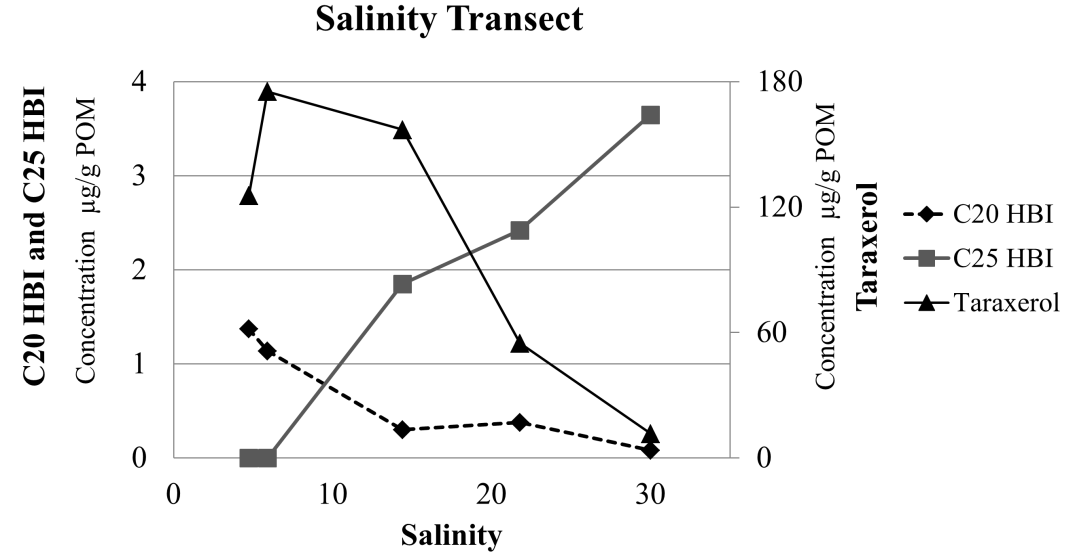 Salinity Transect
C20 HBI and C25 HBI
Concentration µg/g POM
4
3
2
1
0
180
120
60
0
Concentration µg/g POM
Taraxerol
0
10
20
30
Salinity
C20 HBI
C25 HBI
Taraxerol